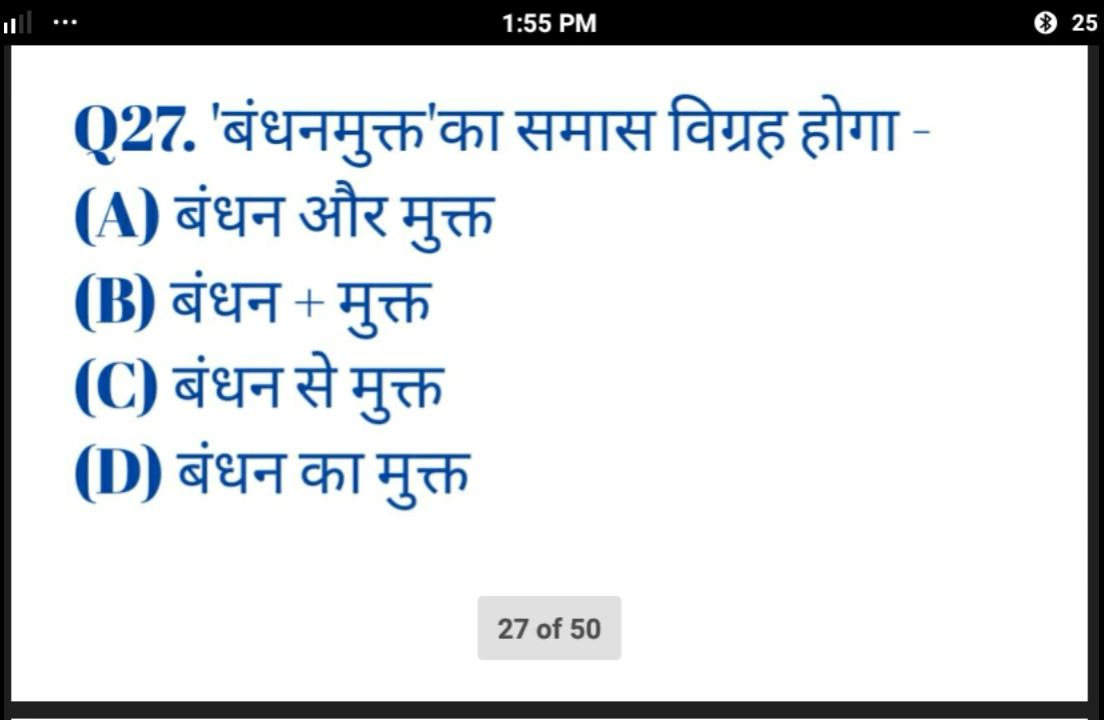 1:55 PM
25
Q27. 'बंधनमुक्त'का समास विग्रह होगा -
(A) बंधन और मुक्त
(B) बंधन + मुक्त
(C) बंधन से मुक्त
(D) बंधन का मुक्त
27 of 50